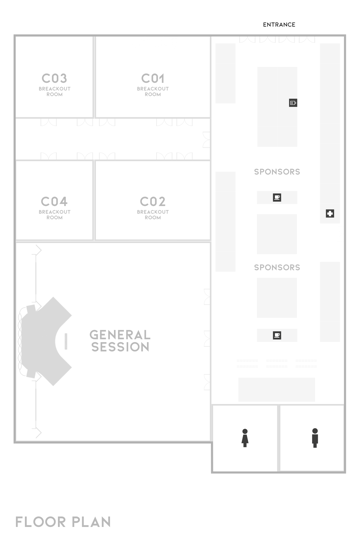 ENTRANCE
C03
BREAKOUT
ROOM
C01
BREAKOUT
ROOM
SPONSORS
C04
BREAKOUT
ROOM
C02
BREAKOUT
ROOM
SPONSORS
GENERAL
SESSION
FLOOR PLAN